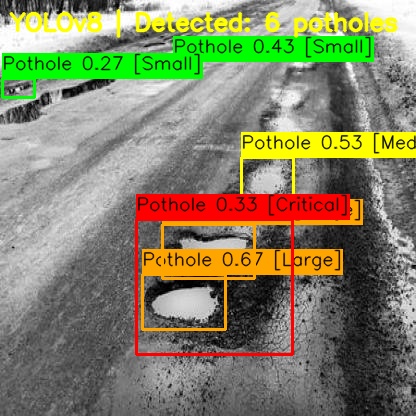 YOLOv8 | Detected: 6 potholes
Pothole 0.43 [Small]
Pothole 0.27 [Small]
Pothole 0.53 [Med
Pothole 0.33 [Critical]
e]
Pothole 0.67 [Large]